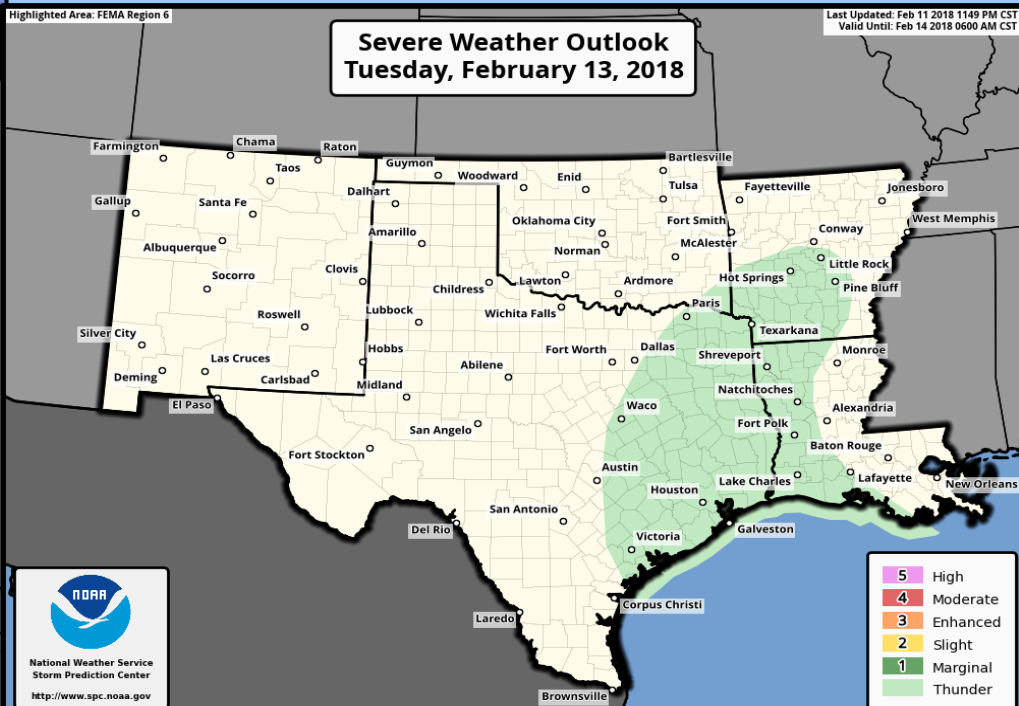 Highlighted Area: FEMA Region 6
Last Updated: Feb 11 2018 1149 PM CST
Valid Until: Feb 14 2018 0600 AM CST
Severe Weather Outlook
Tuesday, February 13, 2018
Farmington
Chama
Raton
Taos
Guymon
Woodward
Enid
Bartlesville
Tulsa
Fayetteville
Jonesboro
Gallup
Santa Fe
Dalhart
Oklahoma City
Fort Smith
West Memphis
Albuquerque
Amarillo
Norman
McAlester
Conway
Socorro
Clovis
Childress
Lawton
Ardmore
Hot Springs
Little Rock
Pine Bluff
Roswell
Lubbock
Wichita Falls
Paris
Texarkana
Silver City
Las Cruces
Hobbs
Abilene
Fort Worth
Dallas
Shreveport
Monroe
Deming
Carlsbad
Midland
Natchitoches
El Paso
Waco
Alexandria
San Angelo
Fort Polk
Fort Stockton
Baton Rouge
Austin
Lake Charles
Lafayette
New Orleans
Houston
San Antonio
Del Rio
Galveston
Victoria
Corpus Christi
Laredo
Brownsville
NOAA
National Weather Service
Storm Prediction Center
http://www.spc.noaa.gov
5 High
4 Moderate
3 Enhanced
2 Slight
1 Marginal
Thunder